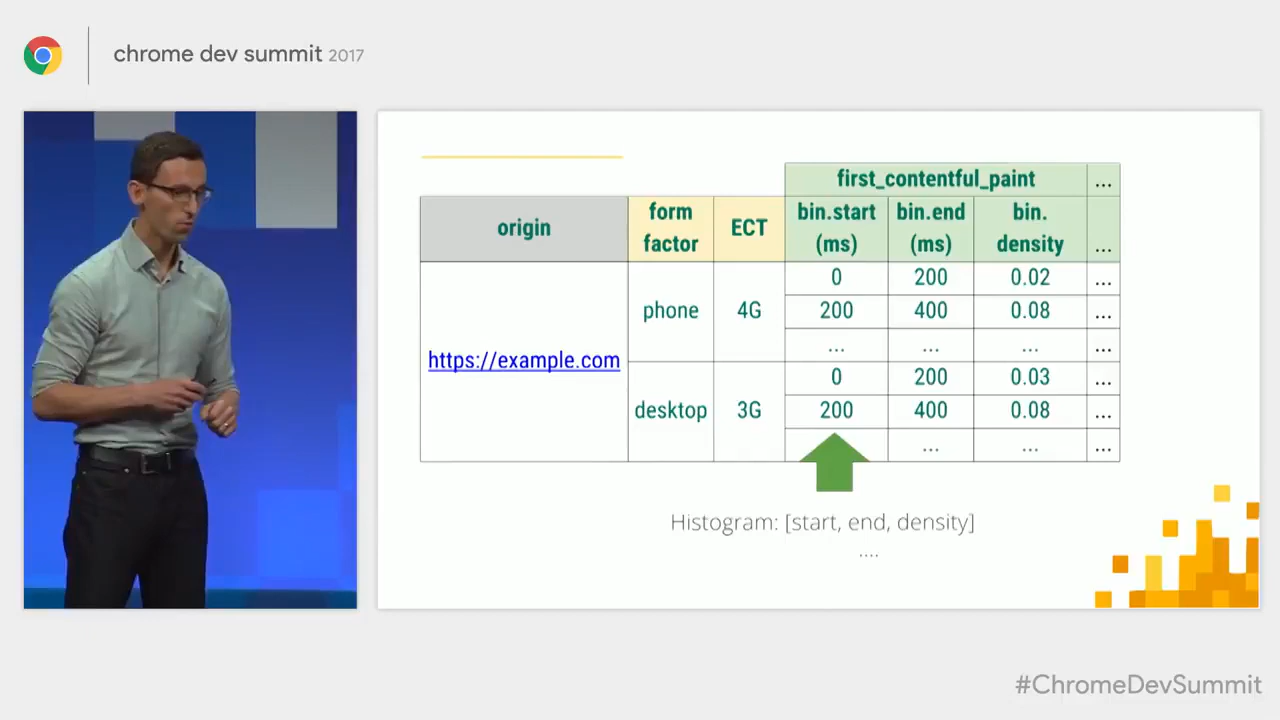 chrome dev summit 2017
first_contentful_paint ...
origin form factor ECT bin.start (ms) bin.end (ms) bin. density ...
https://example.com
phone 4G
0 200 0.02 ...
200 400 0.08 ...
... ... ... ...
desktop 3G
0 200 0.03 ...
200 400 0.08 ...
... ... ...
Histogram: [start, end, density]
....
#ChromeDevSummit